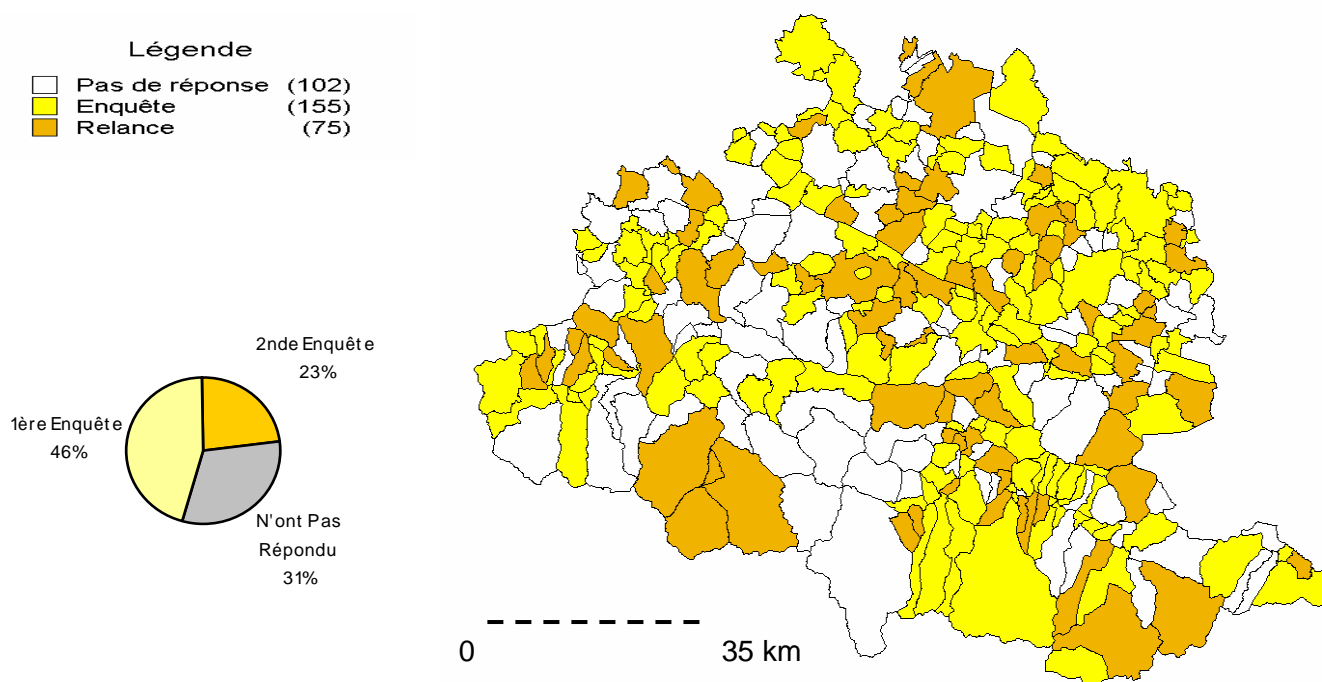 Légende
Pas de réponse (102)
Enquête (155)
Relance (75)
2nde Enquête
23%
1ère Enquête
46%
N'ont Pas
Répondu
31%
0 35 km